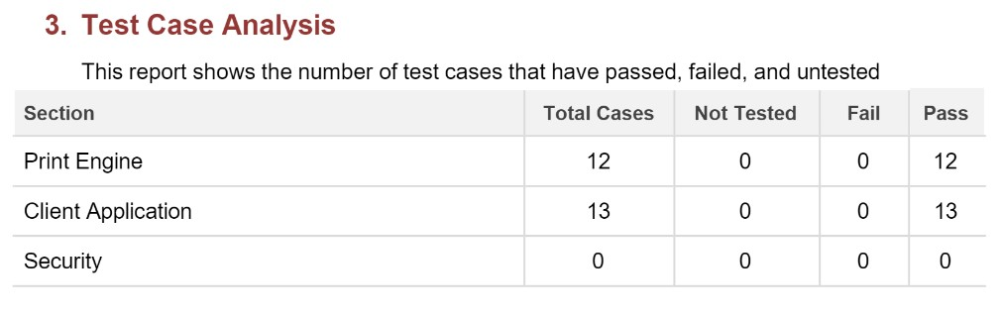 3. Test Case Analysis
This report shows the number of test cases that have passed, failed, and untested
Section Total Cases Not Tested Fail Pass
Print Engine 12 0 0 12
Client Application 13 0 0 13
Security 0 0 0 0